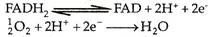 FADH₂ ⇌ FAD + 2H⁺ + 2e⁻
½O₂ + 2H⁺ + 2e⁻ ⟶ H₂O